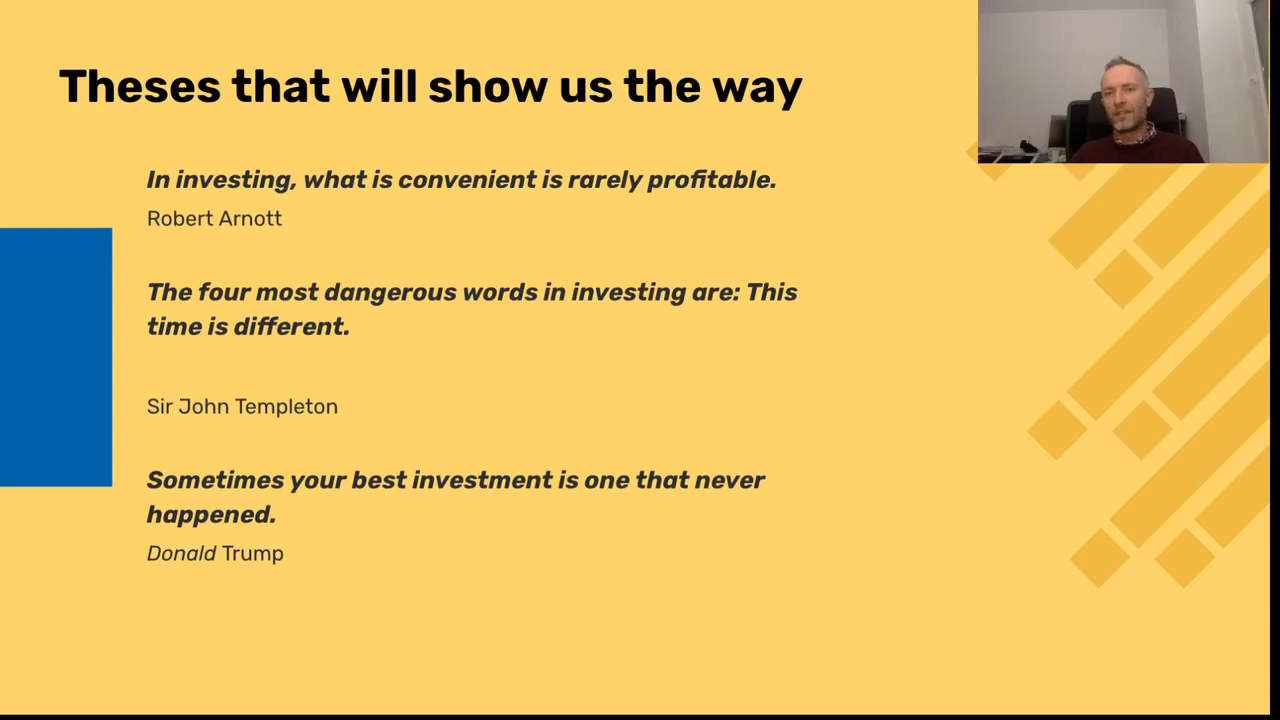 Theses that will show us the way
In investing, what is convenient is rarely profitable.
Robert Arnott
The four most dangerous words in investing are: This
time is different.
Sir John Templeton
Sometimes your best investment is one that never
happened.
Donald Trump